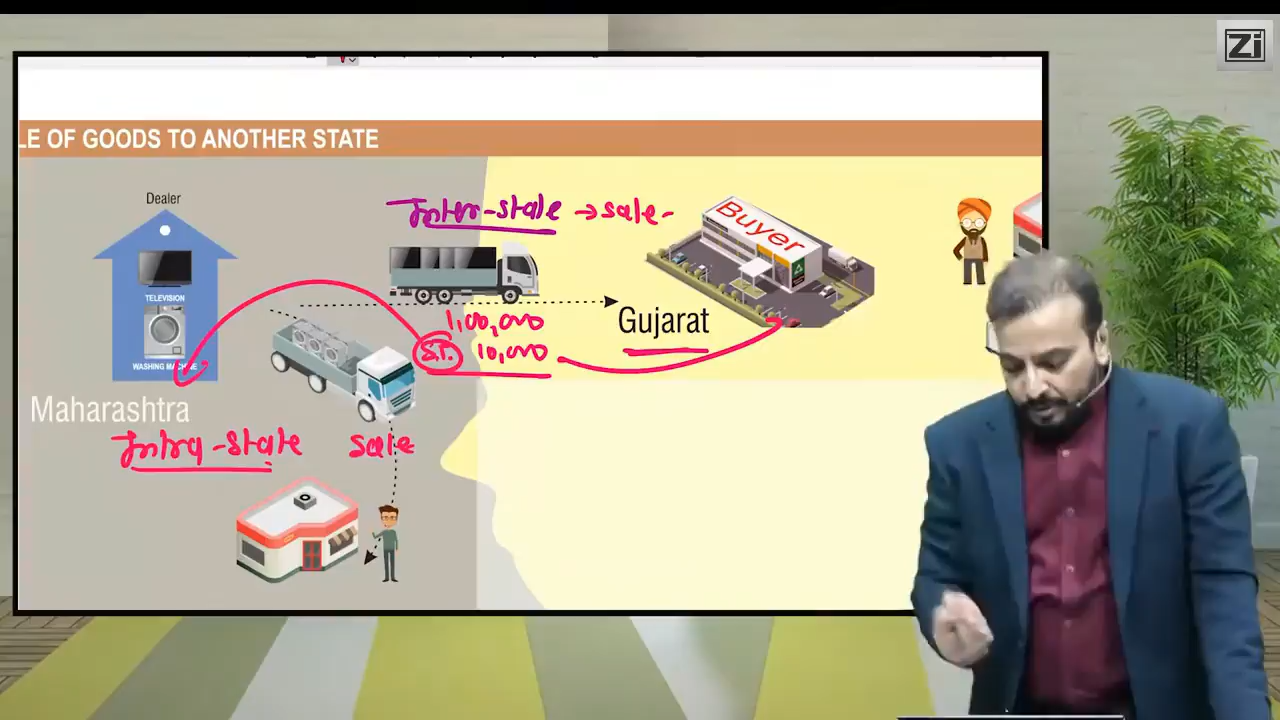 Zi
LE OF GOODS TO ANOTHER STATE
Dealer
TELEVISION
WASHING MACHINE
Maharashtra
Inter-state → sale-
Buyer
1,00,000
S.T. 10,000
Gujarat
Intra-state sale